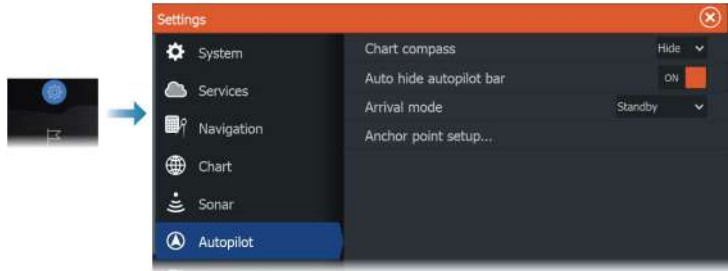 Settings
System
Services
Navigation
Chart
Sonar
Autopilot
Chart compass Hide
Auto hide autopilot bar ON
Arrival mode Standby
Anchor point setup...